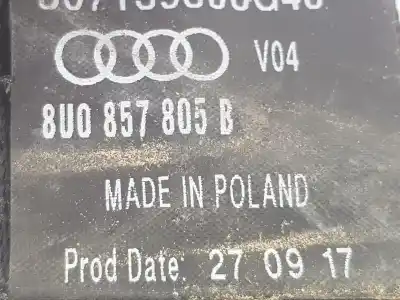 V04
8U0 857 805 B
MADE IN POLAND
Prod Date: 27 09 17